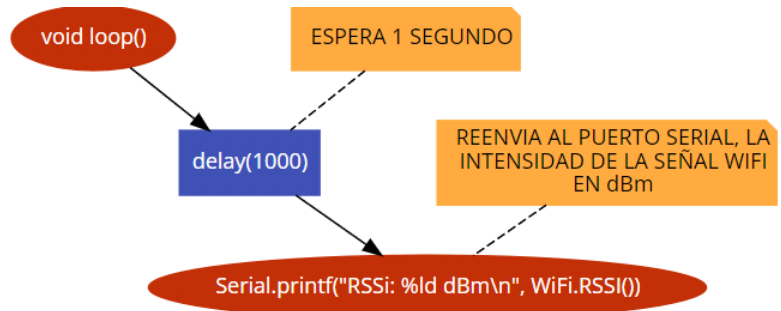 void loop()
ESPERA 1 SEGUNDO
delay(1000)
REENVIA AL PUERTO SERIAL, LA
INTENSIDAD DE LA SEÑAL WIFI
EN dBm
Serial.printf("RSSi: %ld dBm\n", WiFi.RSSI())